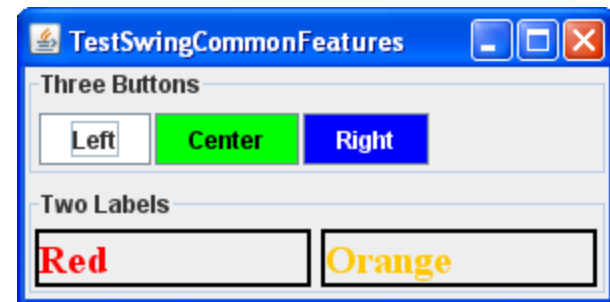 TestSwingCommonFeatures
Three Buttons
Left Center Right
Two Labels
Red Orange